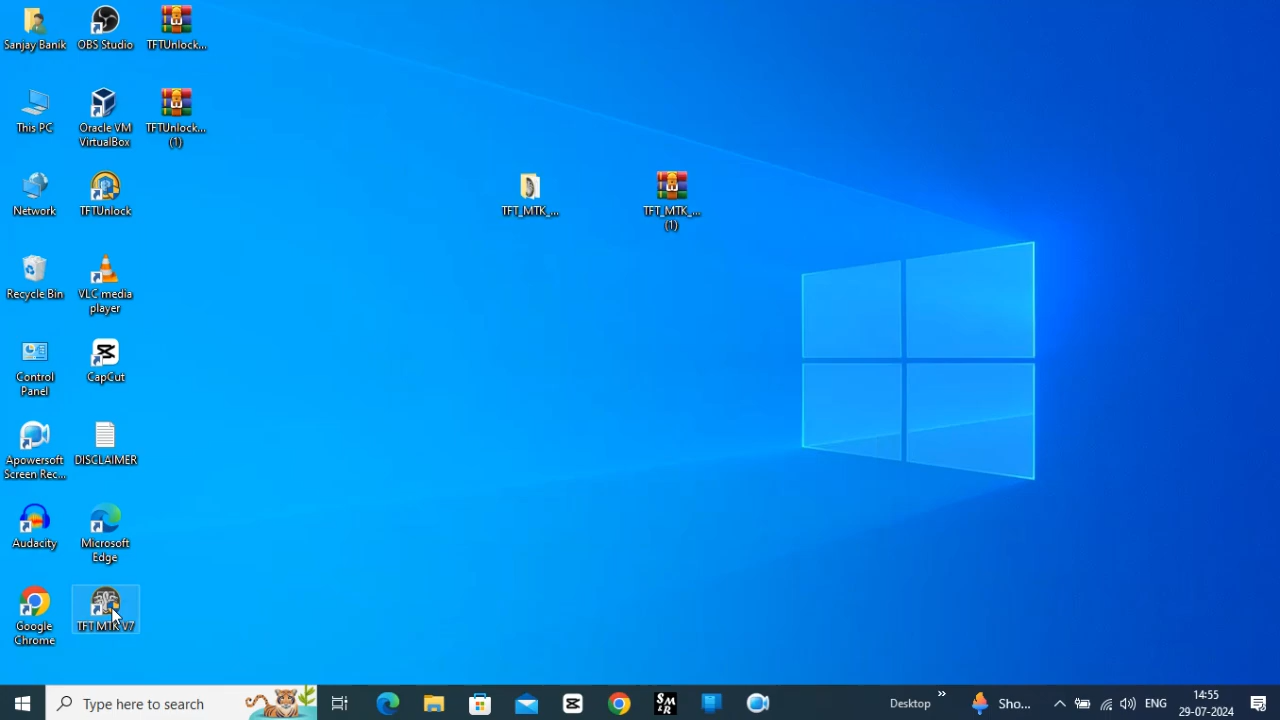 Sanjay Banik
OBS Studio
TFTUnlock...
This PC
Oracle VM
VirtualBox
TFTUnlock...
(1)
Network
TFTUnlock
TFT_MTK_...
TFT_MTK_...
(1)
Recycle Bin
VLC media
player
Control
Panel
CapCut
Apowersoft
Screen Rec...
DISCLAIMER
Audacity
Microsoft
Edge
Google
Chrome
TFT MTK V7
Type here to search
SM
&R
Desktop
Sho...
ENG
14:55
29-07-2024